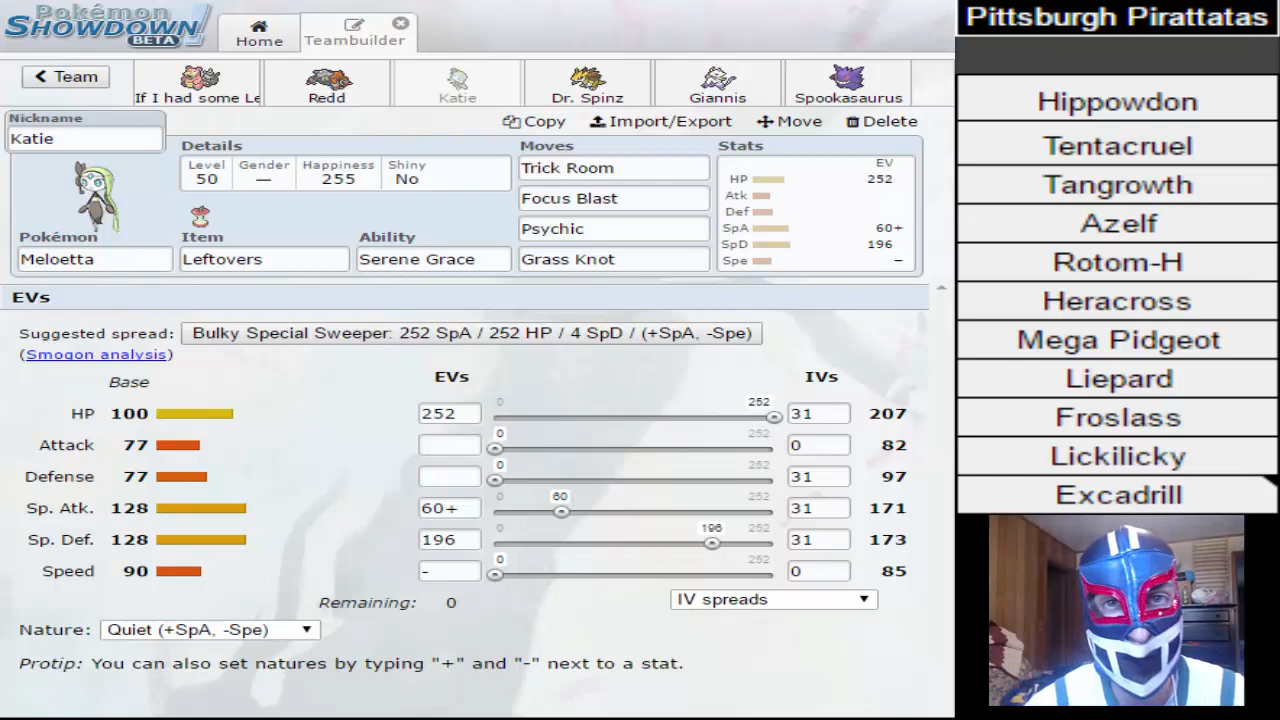 Pokémon
SHOWDOWN!
BETA
Home
Teambuilder
Pittsburgh Pirattatas
Team
If I had some Le
Redd
Katie
Dr. Spinz
Giannis
Spookasaurus
Copy
Import/Export
Move
Delete
Nickname
Katie
Details
Level Gender Happiness Shiny
50 — 255 No
Pokémon
Meloetta
Item
Leftovers
Ability
Serene Grace
Moves
Trick Room
Focus Blast
Psychic
Grass Knot
Stats
EV
HP 252
Atk
Def
SpA 60+
SpD 196
Spe –
EVs
Suggested spread: Bulky Special Sweeper: 252 SpA / 252 HP / 4 SpD / (+SpA, -Spe)
(Smogon analysis)
Base EVs IVs
HP 100 252 0 252 31 207
Attack 77 0 252 0 82
Defense 77 0 252 31 97
Sp. Atk. 128 60+ 0 60 252 31 171
Sp. Def. 128 196 0 196 252 31 173
Speed 90 - 0 252 0 85
Remaining: 0
IV spreads
Nature: Quiet (+SpA, -Spe)
Protip: You can also set natures by typing "+" and "-" next to a stat.
Hippowdon
Tentacruel
Tangrowth
Azelf
Rotom-H
Heracross
Mega Pidgeot
Liepard
Froslass
Lickilicky
Excadrill